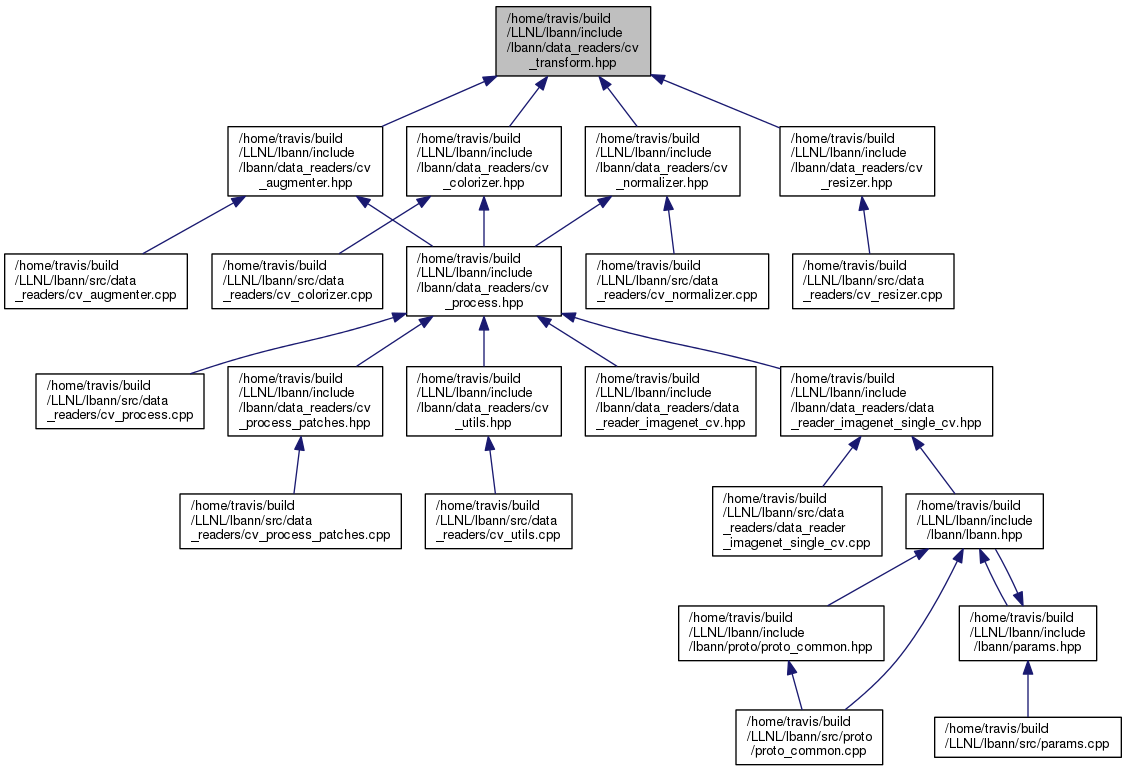 /home/travis/build
/LLNL/lbann/include
/lbann/data_readers/cv
_transform.hpp
/home/travis/build
/LLNL/lbann/include
/lbann/data_readers/cv
_augmenter.hpp
/home/travis/build
/LLNL/lbann/include
/lbann/data_readers/cv
_colorizer.hpp
/home/travis/build
/LLNL/lbann/include
/lbann/data_readers/cv
_normalizer.hpp
/home/travis/build
/LLNL/lbann/include
/lbann/data_readers/cv
_resizer.hpp
/home/travis/build
/LLNL/lbann/src/data
_readers/cv_augmenter.cpp
/home/travis/build
/LLNL/lbann/src/data
_readers/cv_colorizer.cpp
/home/travis/build
/LLNL/lbann/include
/lbann/data_readers/cv
_process.hpp
/home/travis/build
/LLNL/lbann/src/data
_readers/cv_normalizer.cpp
/home/travis/build
/LLNL/lbann/src/data
_readers/cv_resizer.cpp
/home/travis/build
/LLNL/lbann/src/data
_readers/cv_process.cpp
/home/travis/build
/LLNL/lbann/include
/lbann/data_readers/cv
_process_patches.hpp
/home/travis/build
/LLNL/lbann/include
/lbann/data_readers/cv
_utils.hpp
/home/travis/build
/LLNL/lbann/include
/lbann/data_readers/data
_reader_imagenet_cv.hpp
/home/travis/build
/LLNL/lbann/include
/lbann/data_readers/data
_reader_imagenet_single_cv.hpp
/home/travis/build
/LLNL/lbann/src/data
_readers/cv_process_patches.cpp
/home/travis/build
/LLNL/lbann/src/data
_readers/cv_utils.cpp
/home/travis/build
/LLNL/lbann/src/data
_readers/data_reader
_imagenet_single_cv.cpp
/home/travis/build
/LLNL/lbann/include
/lbann/lbann.hpp
/home/travis/build
/LLNL/lbann/include
/lbann/proto/proto_common.hpp
/home/travis/build
/LLNL/lbann/include
/lbann/params.hpp
/home/travis/build
/LLNL/lbann/src/proto
/proto_common.cpp
/home/travis/build
/LLNL/lbann/src/params.cpp